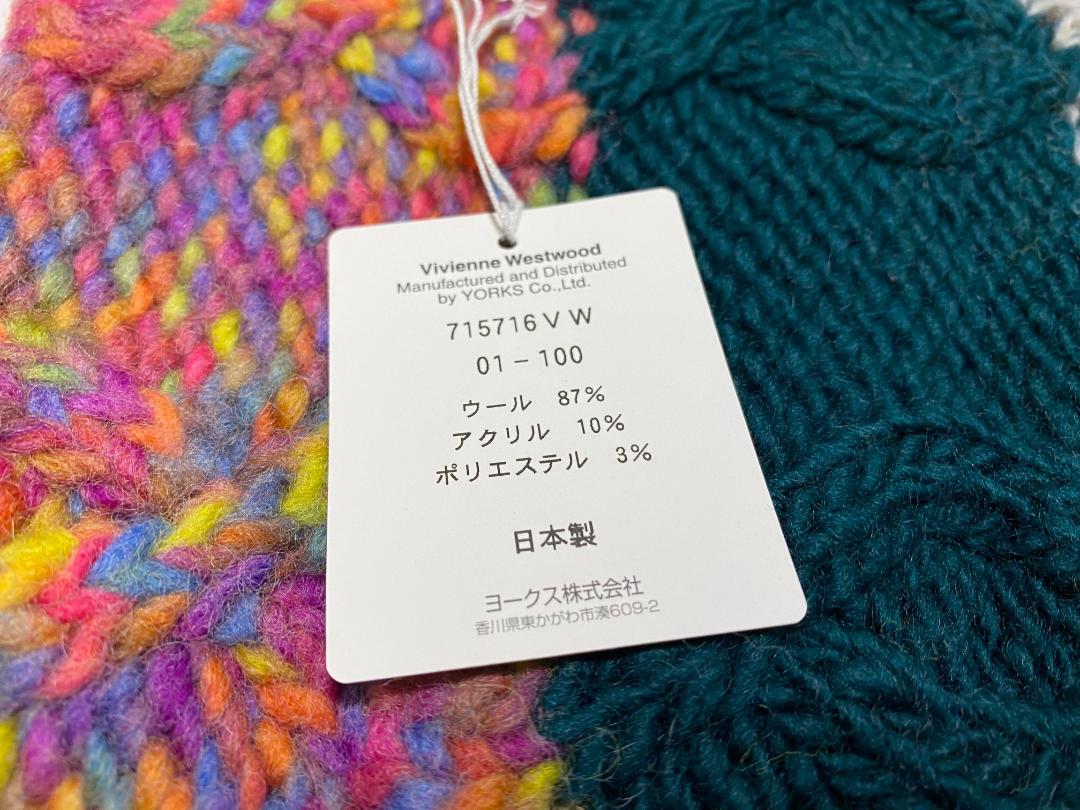 Vivienne Westwood
Manufactured and Distributed
by YORKS Co.,Ltd.
715716 V W
01-100
ウール 87%
アクリル 10%
ポリエステル 3%
日本製
ヨークス株式会社
香川県東かがわ市湊609-2